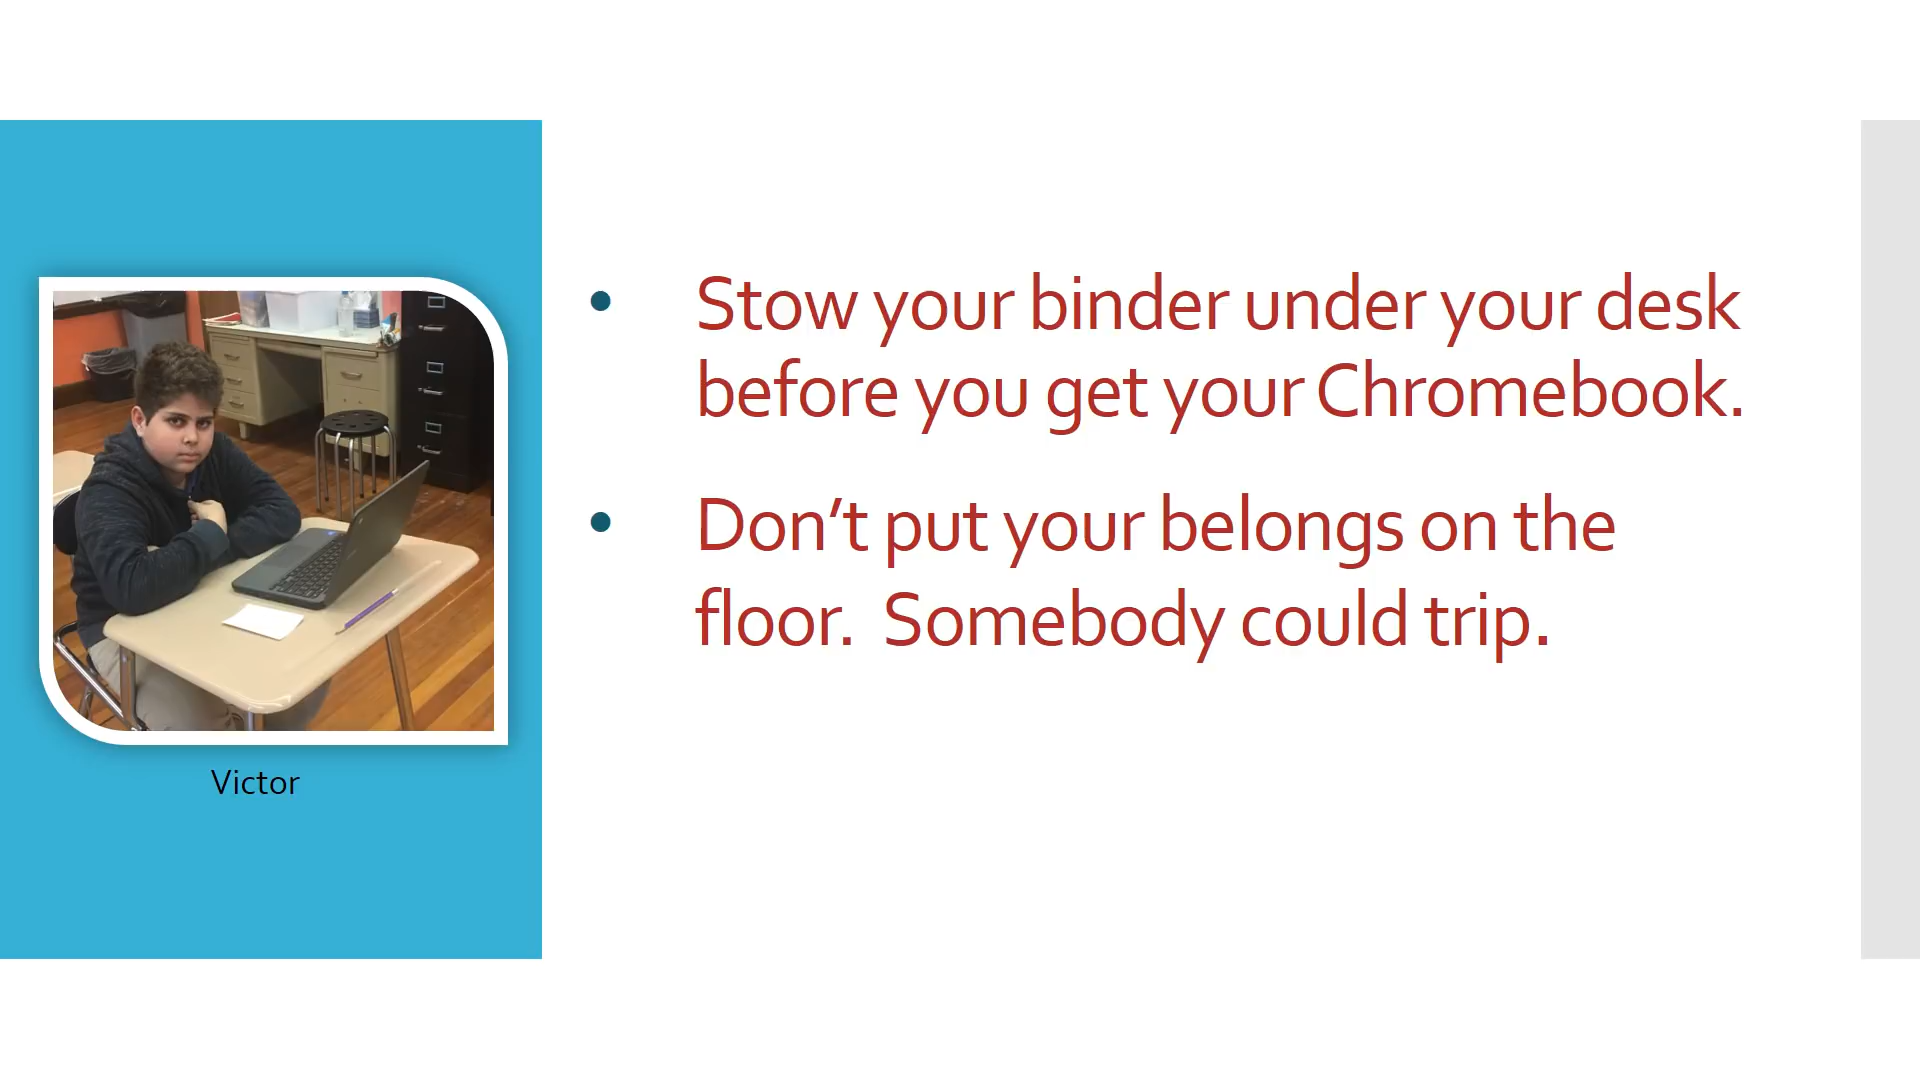 Stow your binder under your desk
before you get your Chromebook.
Don't put your belongs on the
floor.  Somebody could trip.
Victor